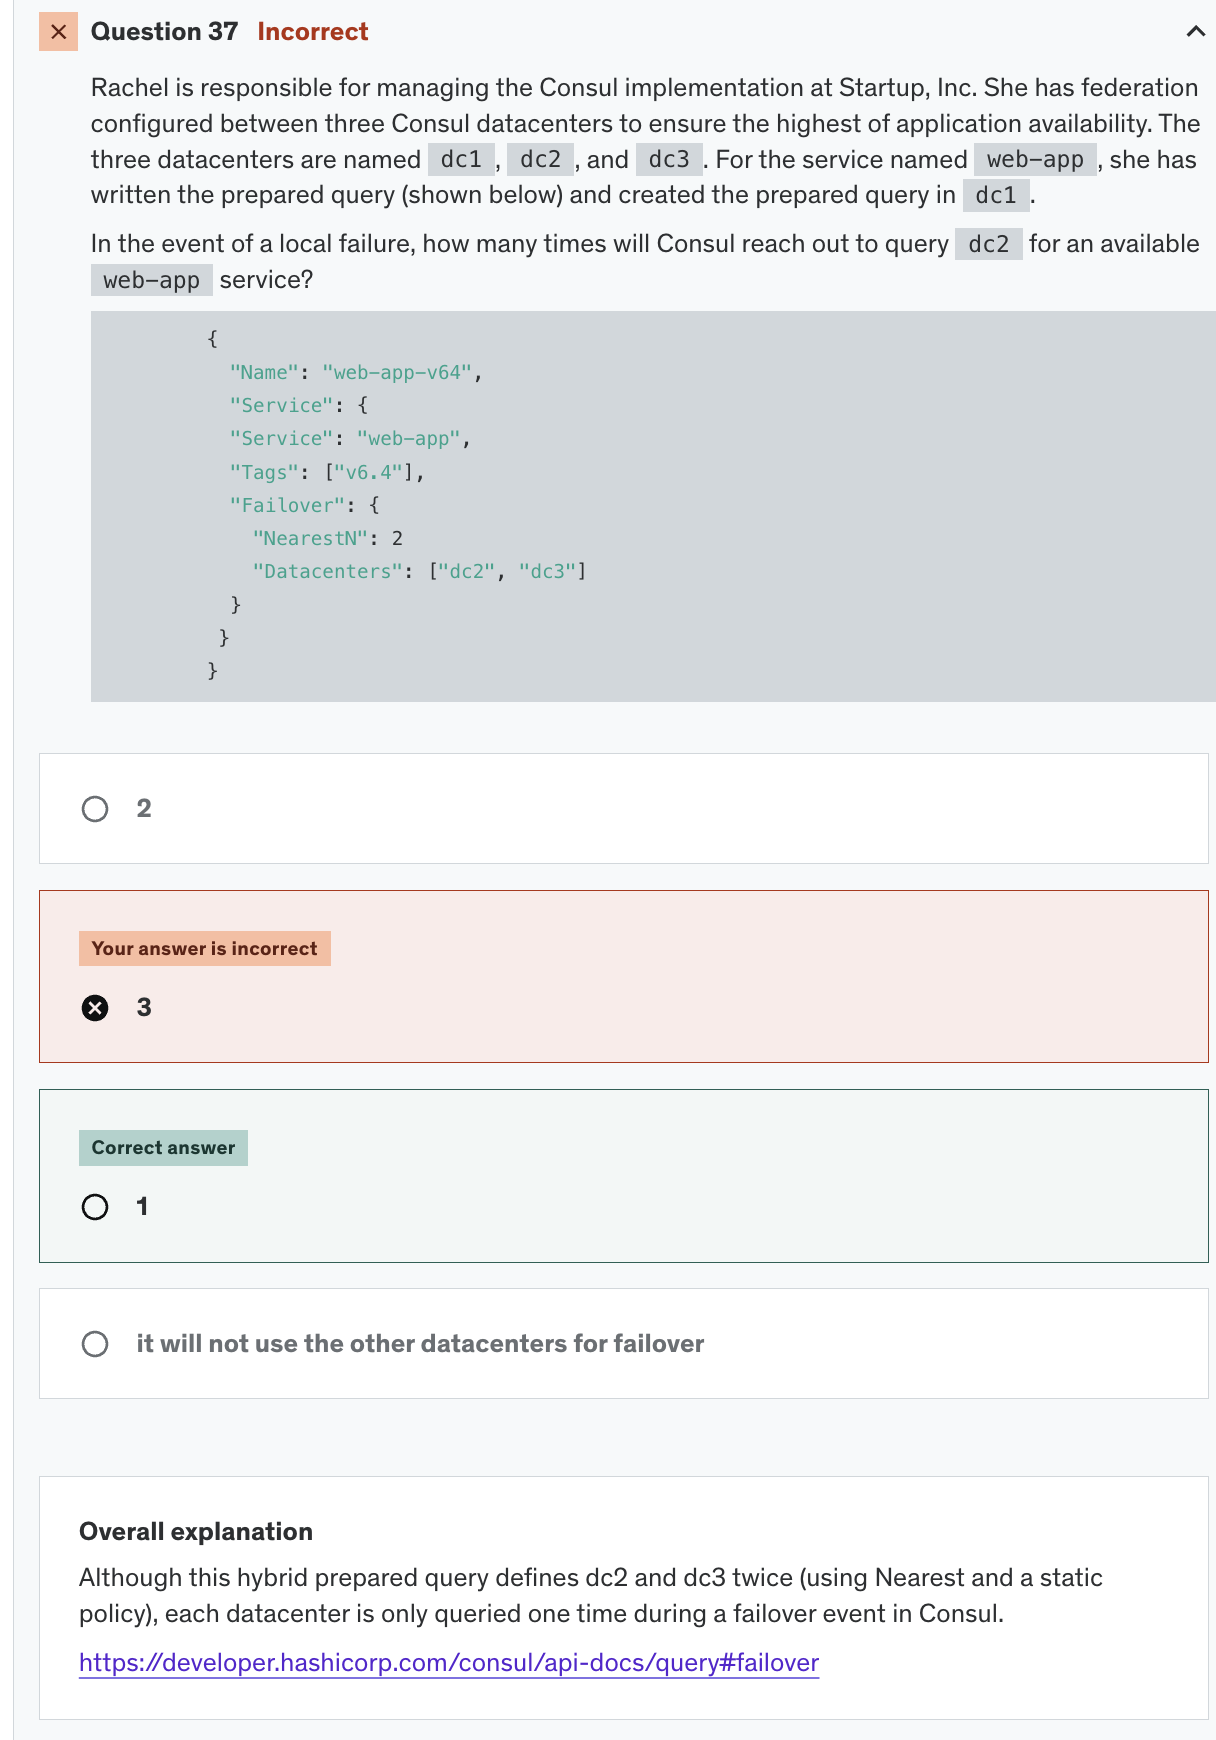 Question 37 Incorrect
Rachel is responsible for managing the Consul implementation at Startup, Inc. She has federation
configured between three Consul datacenters to ensure the highest of application availability. The
three datacenters are named dc1, dc2, and dc3. For the service named web-app, she has
written the prepared query (shown below) and created the prepared query in dc1.
In the event of a local failure, how many times will Consul reach out to query dc2 for an available
web-app service?
{
"Name": "web-app-v64",
"Service": {
"Service": "web-app",
"Tags": ["v6.4"],
"Failover": {
"NearestN": 2
"Datacenters": ["dc2", "dc3"]
}
}
}
2
Your answer is incorrect
3
Correct answer
1
it will not use the other datacenters for failover
Overall explanation
Although this hybrid prepared query defines dc2 and dc3 twice (using Nearest and a static
policy), each datacenter is only queried one time during a failover event in Consul.
https://developer.hashicorp.com/consul/api-docs/query#failover